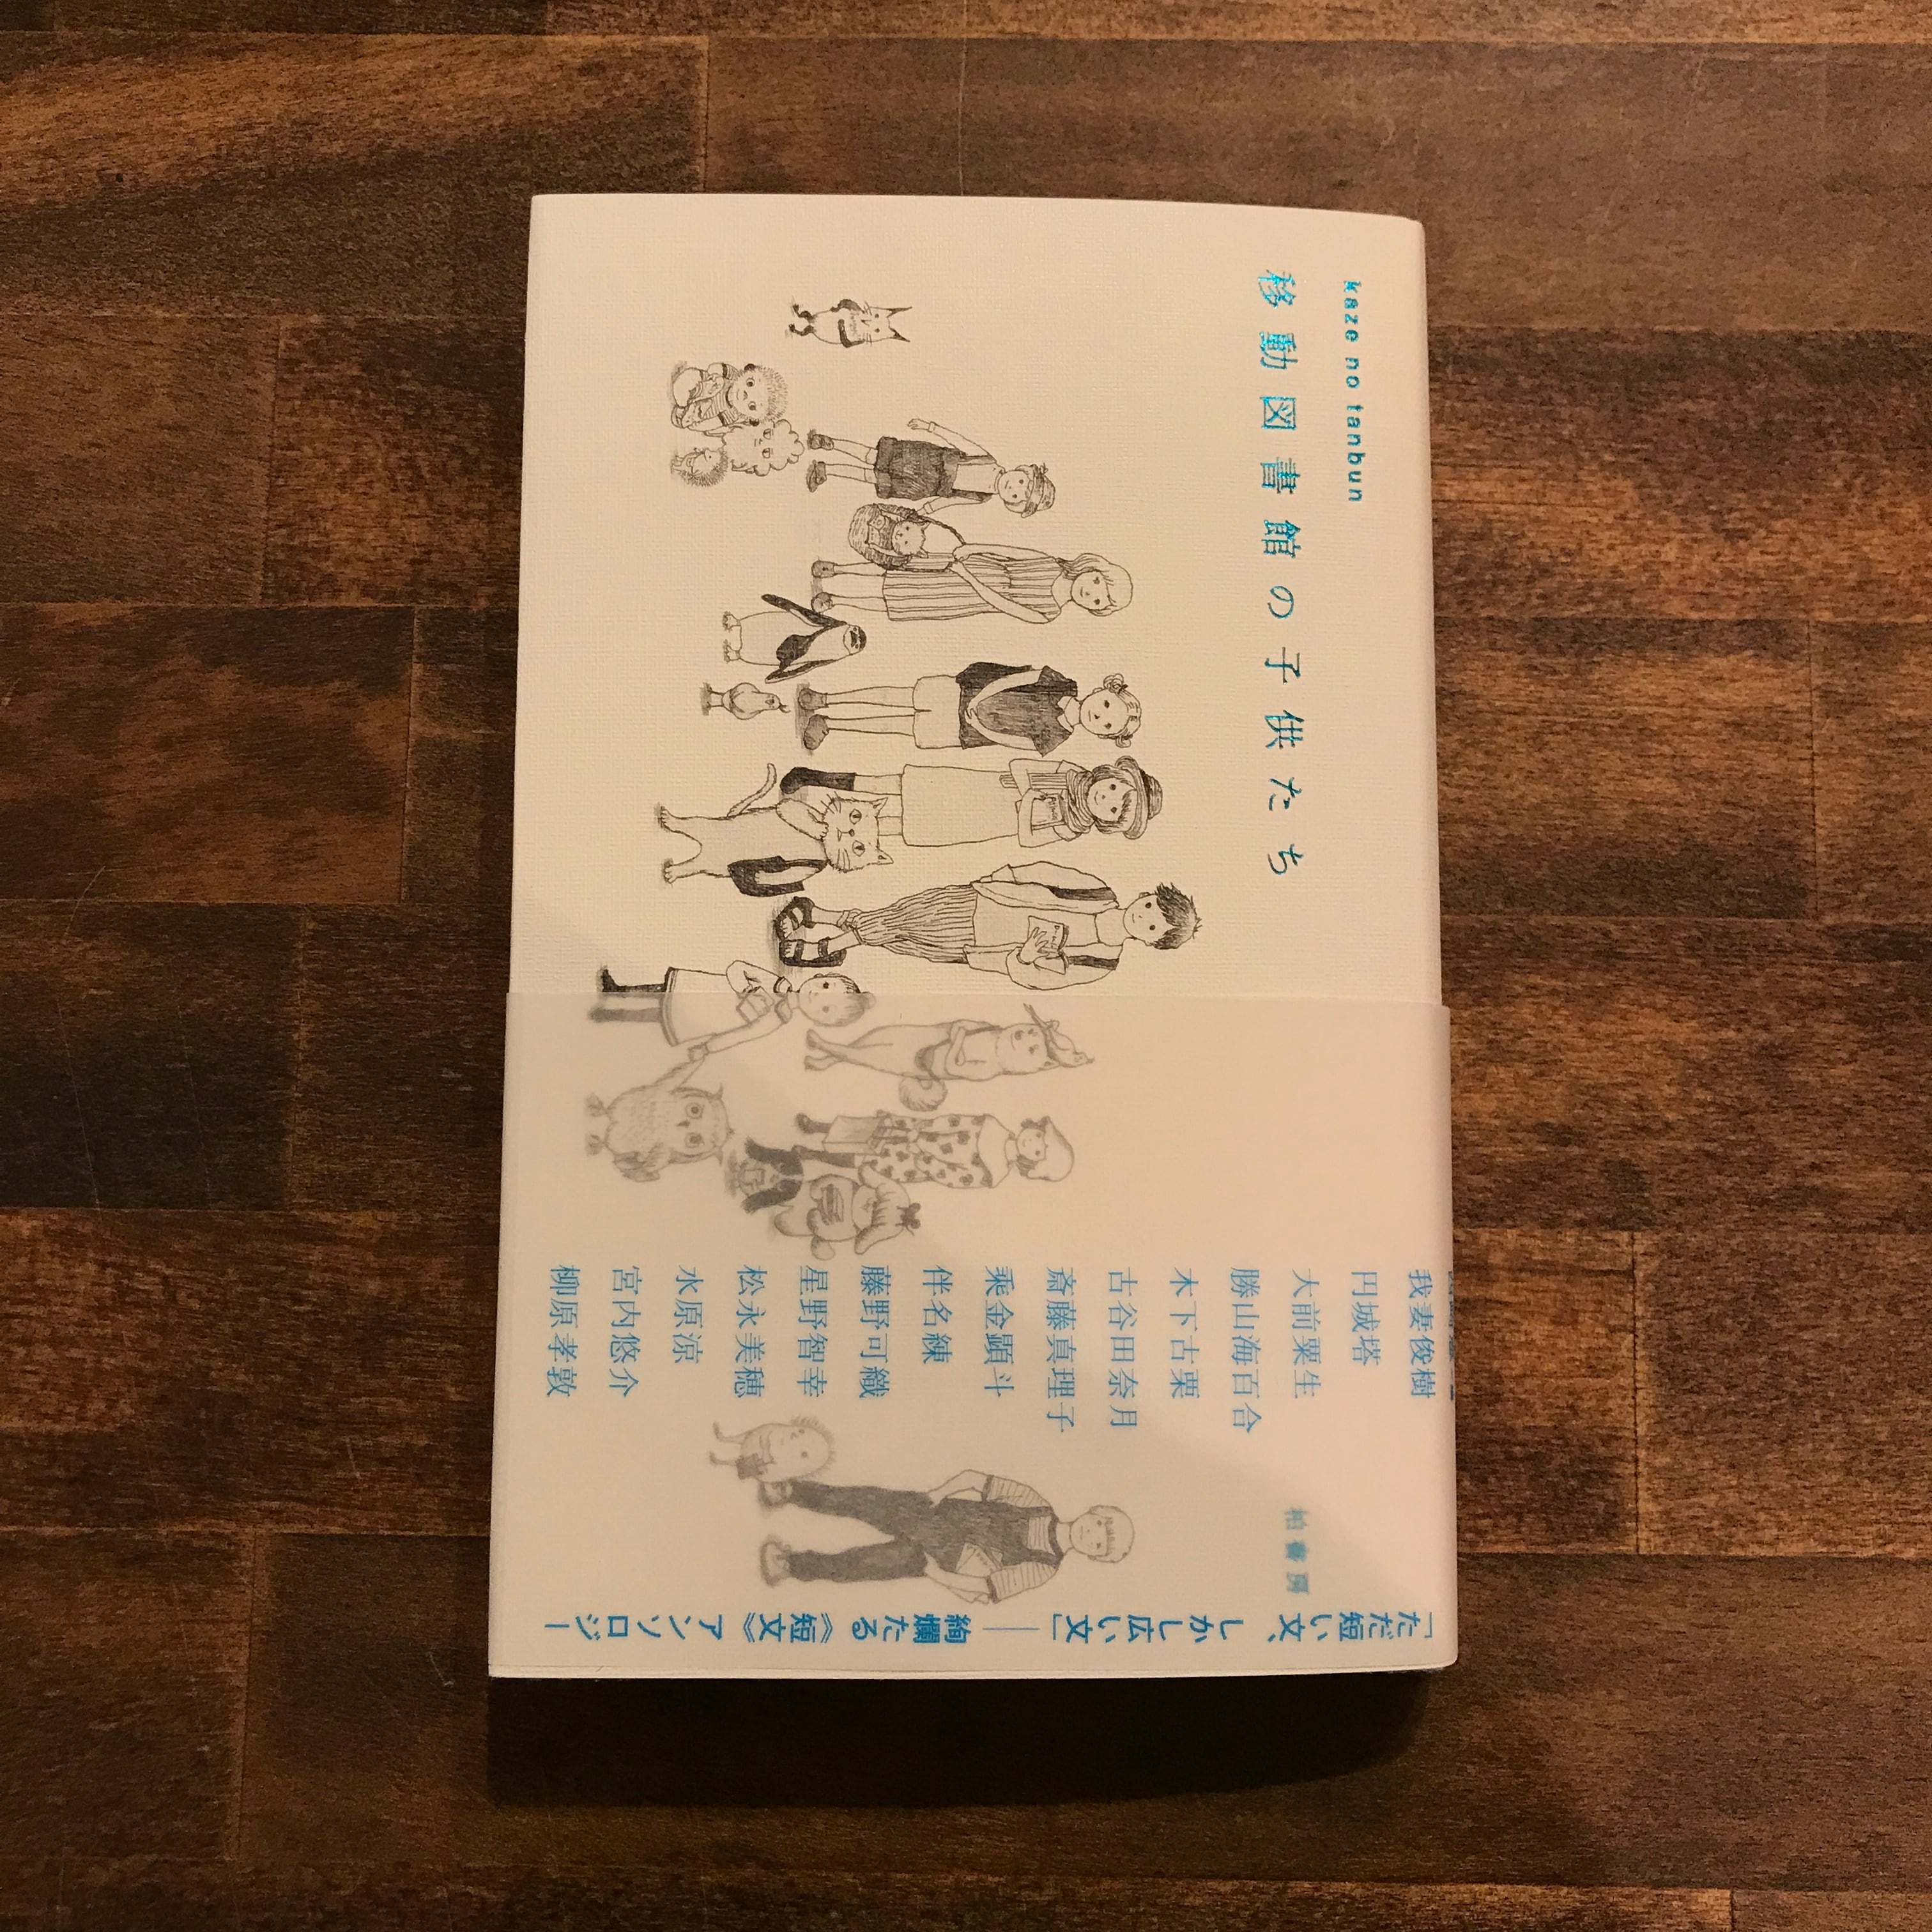 kaze no tanbun
移動図書館の子供たち
我妻俊樹
円城塔
大前粟生
勝山海百合
木下古栗
古谷田奈月
斎藤真理子
乗金顕斗
伴名練
藤野可織
星野智幸
松永美穂
水原涼
宮内悠介
柳原孝敦
柏書房
「ただ短い文、しかし広い文」――絢爛たる《短文》アンソロジー